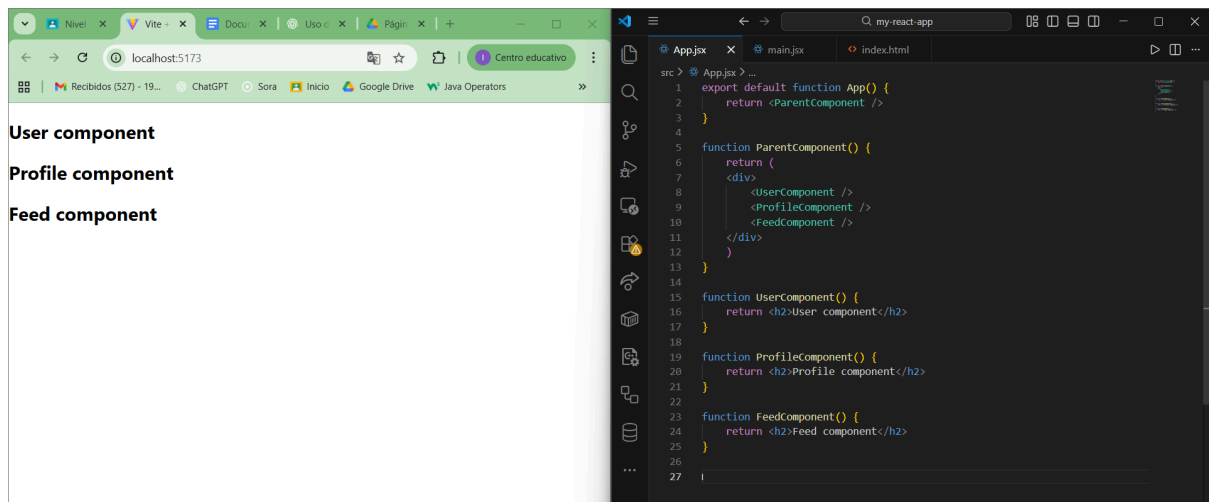 Nivel
Vite +
Docur
Uso d
Págin
localhost:5173
Centro educativo
Recibidos (527) - 19...
ChatGPT
Sora
Inicio
Google Drive
Java Operators
User component
Profile component
Feed component
my-react-app
App.jsx
main.jsx
index.html
src > App.jsx > ...
1 export default function App() {
2 return <ParentComponent />
3 }
4
5 function ParentComponent() {
6 return (
7 <div>
8 <UserComponent />
9 <ProfileComponent />
10 <FeedComponent />
11 </div>
12 )
13 }
14
15 function UserComponent() {
16 return <h2>User component</h2>
17 }
18
19 function ProfileComponent() {
20 return <h2>Profile component</h2>
21 }
22
23 function FeedComponent() {
24 return <h2>Feed component</h2>
25 }
26
27